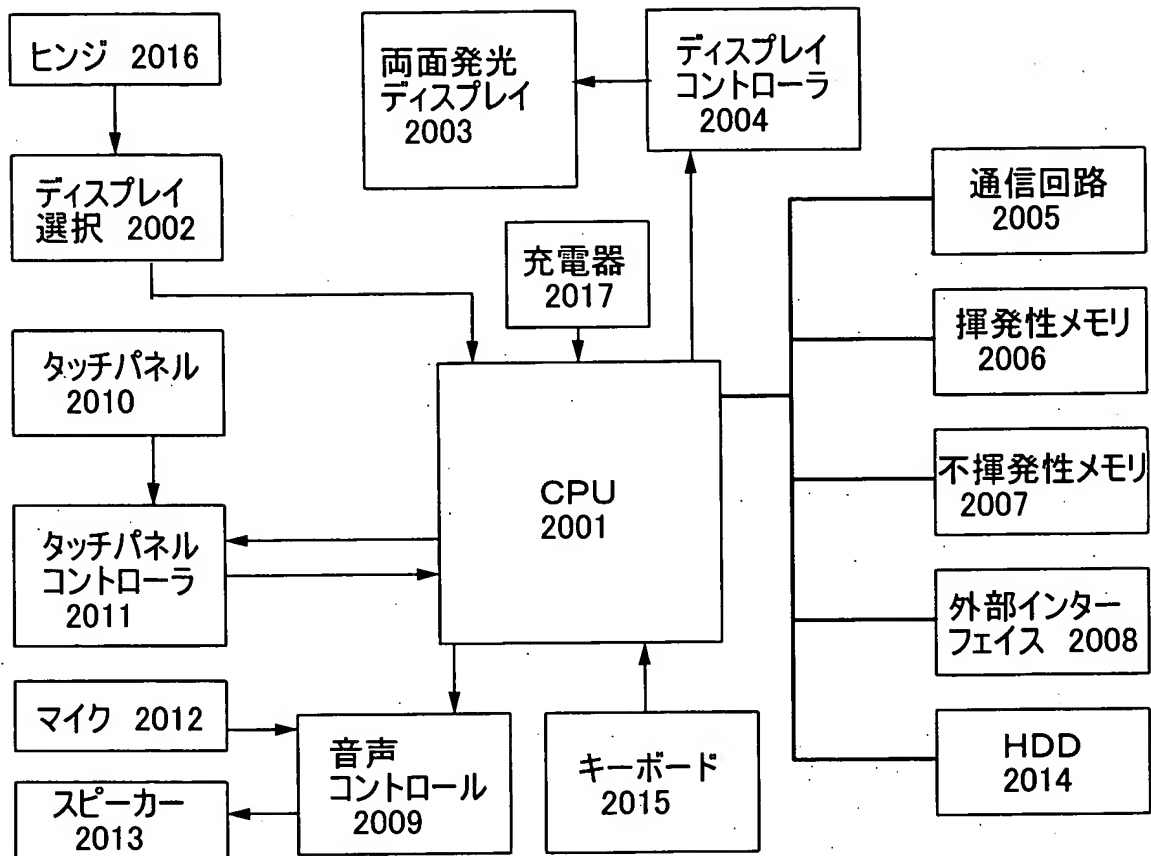 ヒンジ 2016
両面発光
ディスプレイ
2003
ディスプレイ
コントローラ
2004
ディスプレイ
選択 2002
通信回路
2005
充電器
2017
揮発性メモリ
2006
タッチパネル
2010
不揮発性メモリ
2007
CPU
2001
タッチパネル
コントローラ
2011
外部インター
フェイス 2008
マイク 2012
音声
コントロール
2009
キーボード
2015
HDD
2014
スピーカー
2013